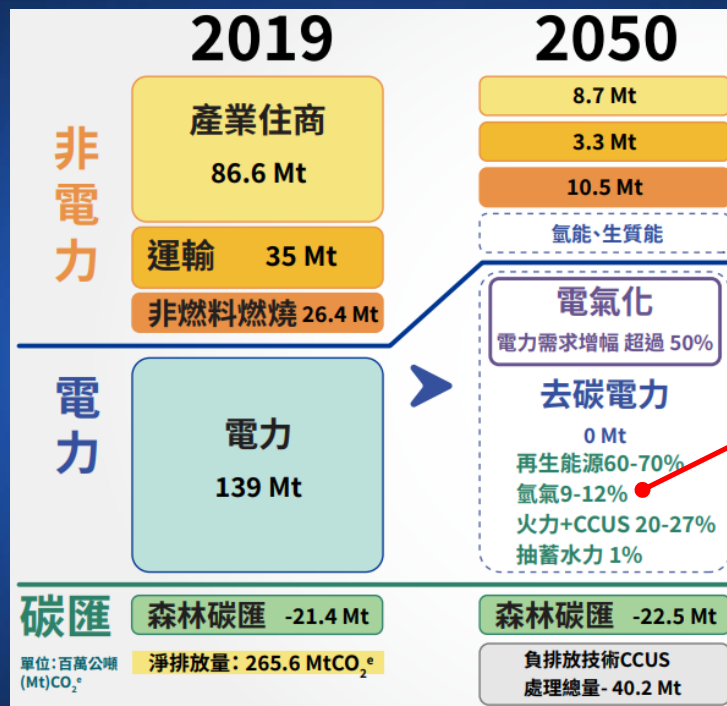 2019
2050
非電力
產業住商
86.6 Mt
運輸 35 Mt
非燃料燃燒 26.4 Mt
8.7 Mt
3.3 Mt
10.5 Mt
氫能、生質能
電力
電力
139 Mt
電氣化
電力需求增幅 超過 50%
去碳電力
0 Mt
再生能源60-70%
氫氣9-12%
火力+CCUS 20-27%
抽蓄水力 1%
碳匯
單位：百萬公噸
(Mt)CO₂ᵉ
森林碳匯 -21.4 Mt
淨排放量：265.6 MtCO₂ᵉ
森林碳匯 -22.5 Mt
負排放技術CCUS
處理總量- 40.2 Mt